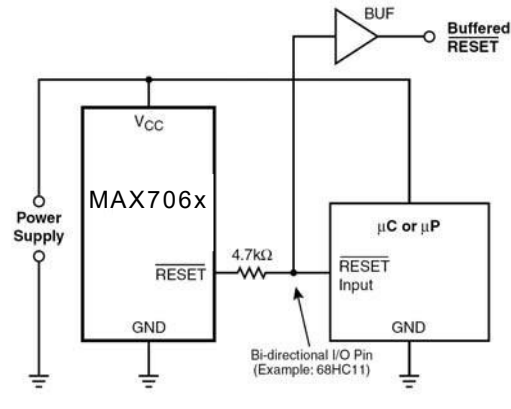 BUF
Buffered
RESET
VCC
MAX706x
Power
Supply
µC or µP
4.7kΩ
RESET
RESET
Input
GND
GND
Bi-directional I/O Pin
(Example: 68HC11)